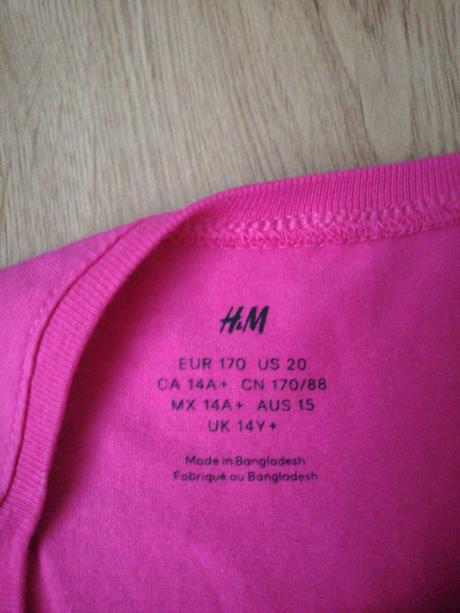 H&M
EUR 170 US 20
CA 14A+ CN 170/88
MX 14A+ AUS 15
UK 14Y+
Made in Bangladesh
Fabriqué au Bangladesh